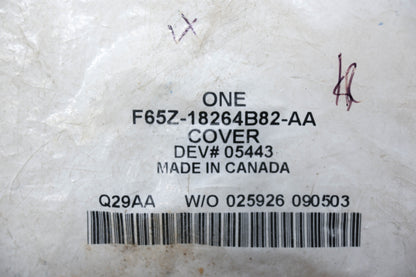 ONE
F65Z-18264B82-AA
COVER
DEV# 05443
MADE IN CANADA
Q29AA W/O 025926 090503